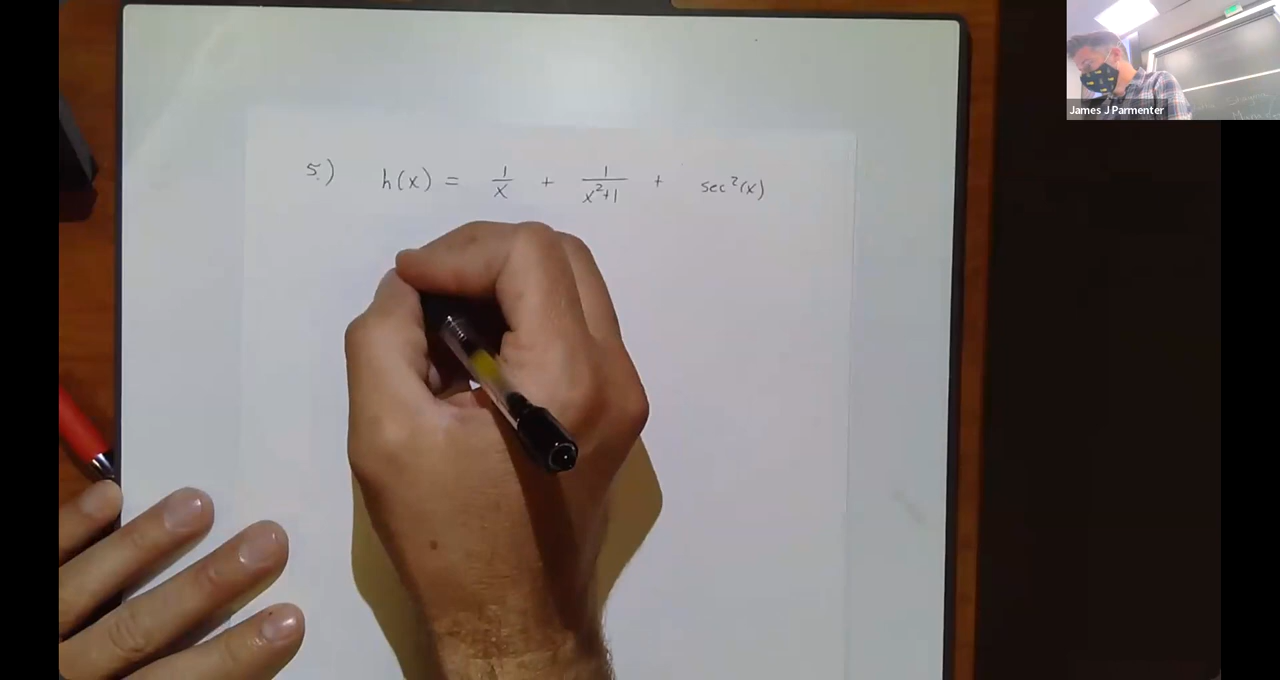 James J Parmenter
5.) h(x) = 1/x + 1/(x²+1) + sec²(x)